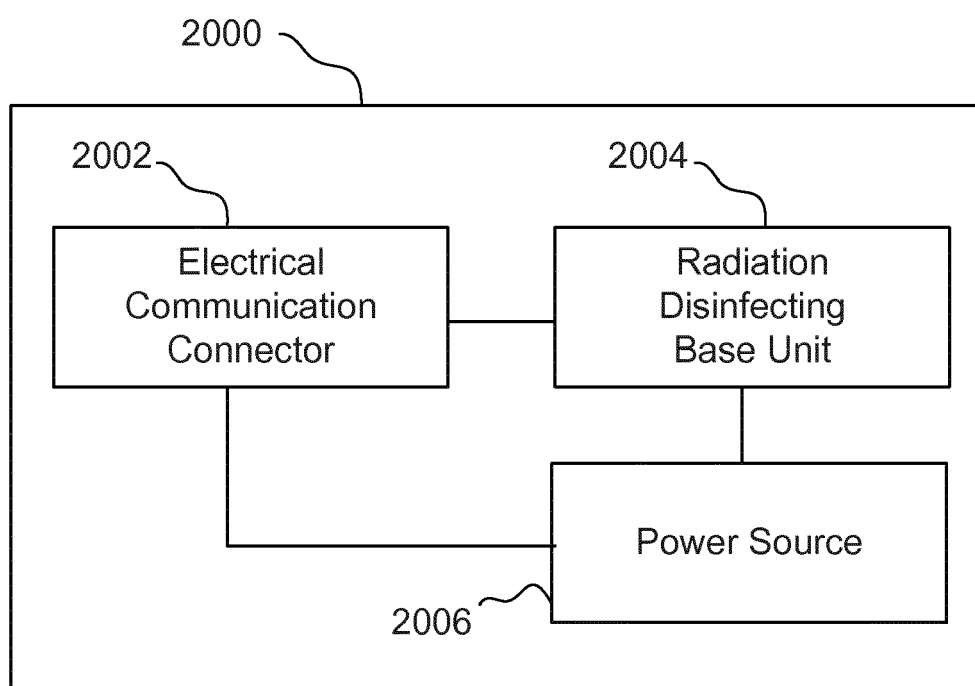 2000
2002
2004
Electrical
Communication
Connector
Radiation
Disinfecting
Base Unit
Power Source
2006